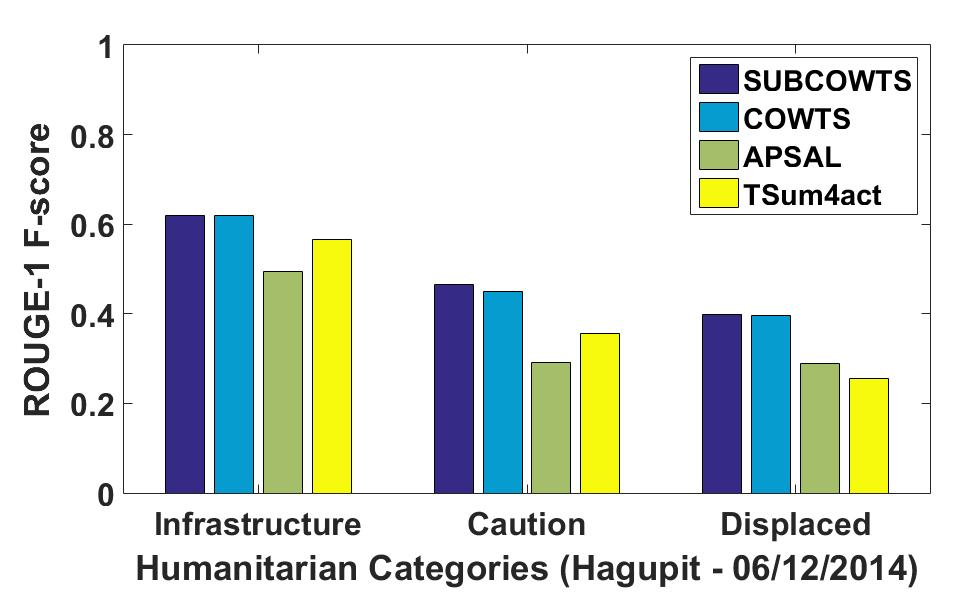 1
0.8
0.6
0.4
0.2
0
ROUGE-1 F-score
SUBCOWTS
COWTS
APSAL
TSum4act
Infrastructure Caution Displaced
Humanitarian Categories (Hagupit - 06/12/2014)